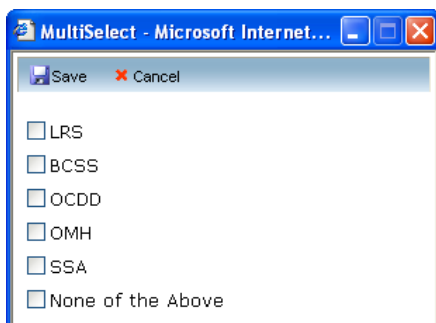 MultiSelect - Microsoft Internet...
Save Cancel
LRS
BCSS
OCDD
OMH
SSA
None of the Above